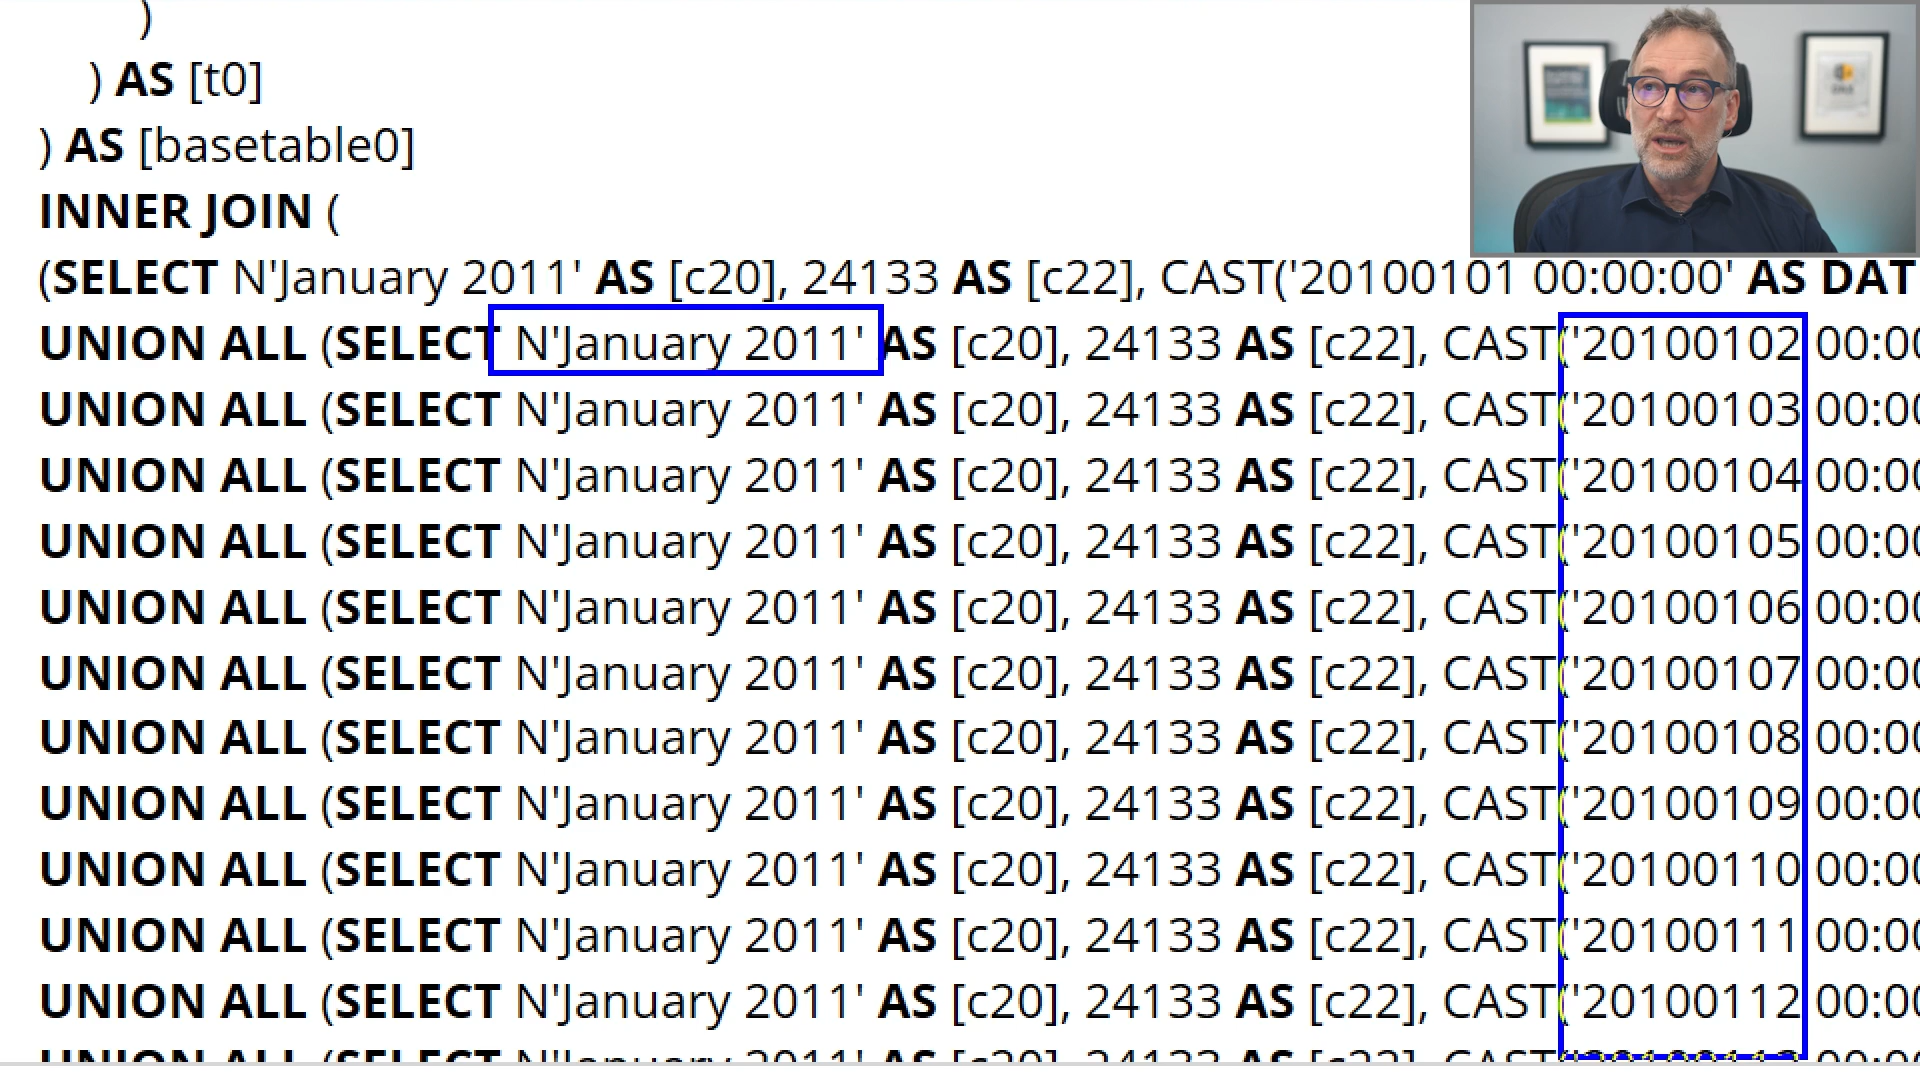 )
) AS [t0]
) AS [basetable0]
INNER JOIN (
(SELECT N'January 2011' AS [c20], 24133 AS [c22], CAST('20100101 00:00:00' AS DAT
UNION ALL (SELECT N'January 2011' AS [c20], 24133 AS [c22], CAST('20100102 00:00
UNION ALL (SELECT N'January 2011' AS [c20], 24133 AS [c22], CAST('20100103 00:00
UNION ALL (SELECT N'January 2011' AS [c20], 24133 AS [c22], CAST('20100104 00:00
UNION ALL (SELECT N'January 2011' AS [c20], 24133 AS [c22], CAST('20100105 00:00
UNION ALL (SELECT N'January 2011' AS [c20], 24133 AS [c22], CAST('20100106 00:00
UNION ALL (SELECT N'January 2011' AS [c20], 24133 AS [c22], CAST('20100107 00:00
UNION ALL (SELECT N'January 2011' AS [c20], 24133 AS [c22], CAST('20100108 00:00
UNION ALL (SELECT N'January 2011' AS [c20], 24133 AS [c22], CAST('20100109 00:00
UNION ALL (SELECT N'January 2011' AS [c20], 24133 AS [c22], CAST('20100110 00:00
UNION ALL (SELECT N'January 2011' AS [c20], 24133 AS [c22], CAST('20100111 00:00
UNION ALL (SELECT N'January 2011' AS [c20], 24133 AS [c22], CAST('20100112 00:00